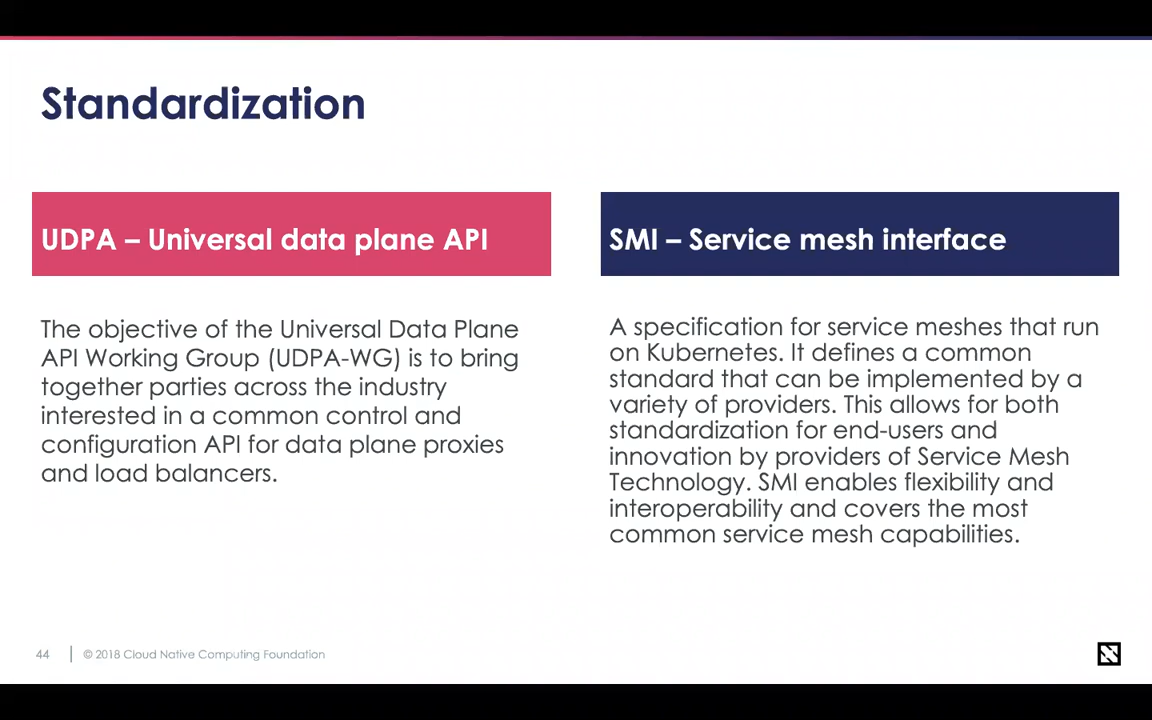 Standardization
UDPA – Universal data plane API
The objective of the Universal Data Plane
API Working Group (UDPA-WG) is to bring
together parties across the industry
interested in a common control and
configuration API for data plane proxies
and load balancers.
SMI – Service mesh interface
A specification for service meshes that run
on Kubernetes. It defines a common
standard that can be implemented by a
variety of providers. This allows for both
standardization for end-users and
innovation by providers of Service Mesh
Technology. SMI enables flexibility and
interoperability and covers the most
common service mesh capabilities.
44 | © 2018 Cloud Native Computing Foundation